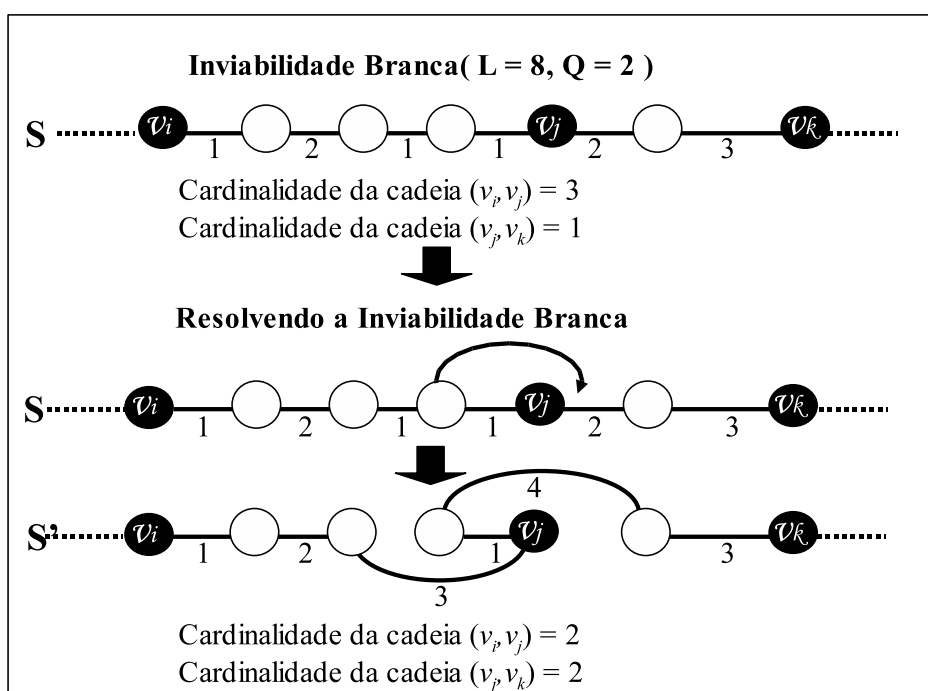 Inviabilidade Branca( L = 8, Q = 2 )
S vi vj vk
1 2 1 1 2 3
Cardinalidade da cadeia (vi,vj) = 3
Cardinalidade da cadeia (vj,vk) = 1
Resolvendo a Inviabilidade Branca
S vi vj vk
1 2 1 1 2 3
4
S’ vi vj vk
1 2 1 3
3
Cardinalidade da cadeia (vi,vj) = 2
Cardinalidade da cadeia (vj,vk) = 2